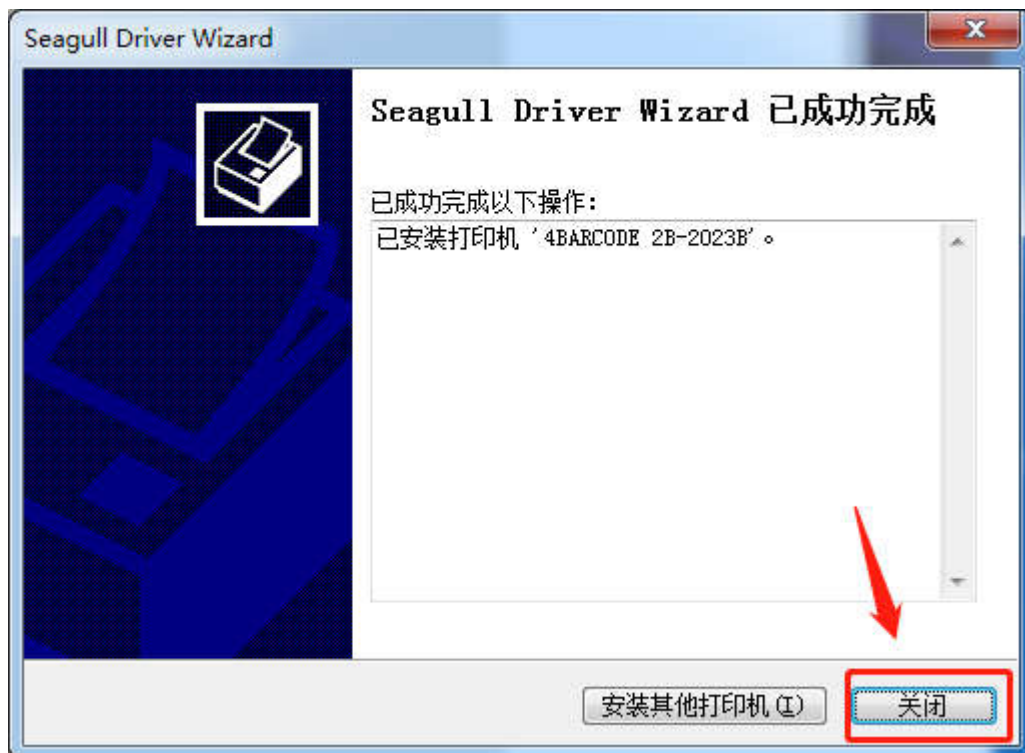 Seagull Driver Wizard
Seagull Driver Wizard 已成功完成
已成功完成以下操作:
已安装打印机 '4BARCODE 2B-2023B'。
安装其他打印机(I)
关闭